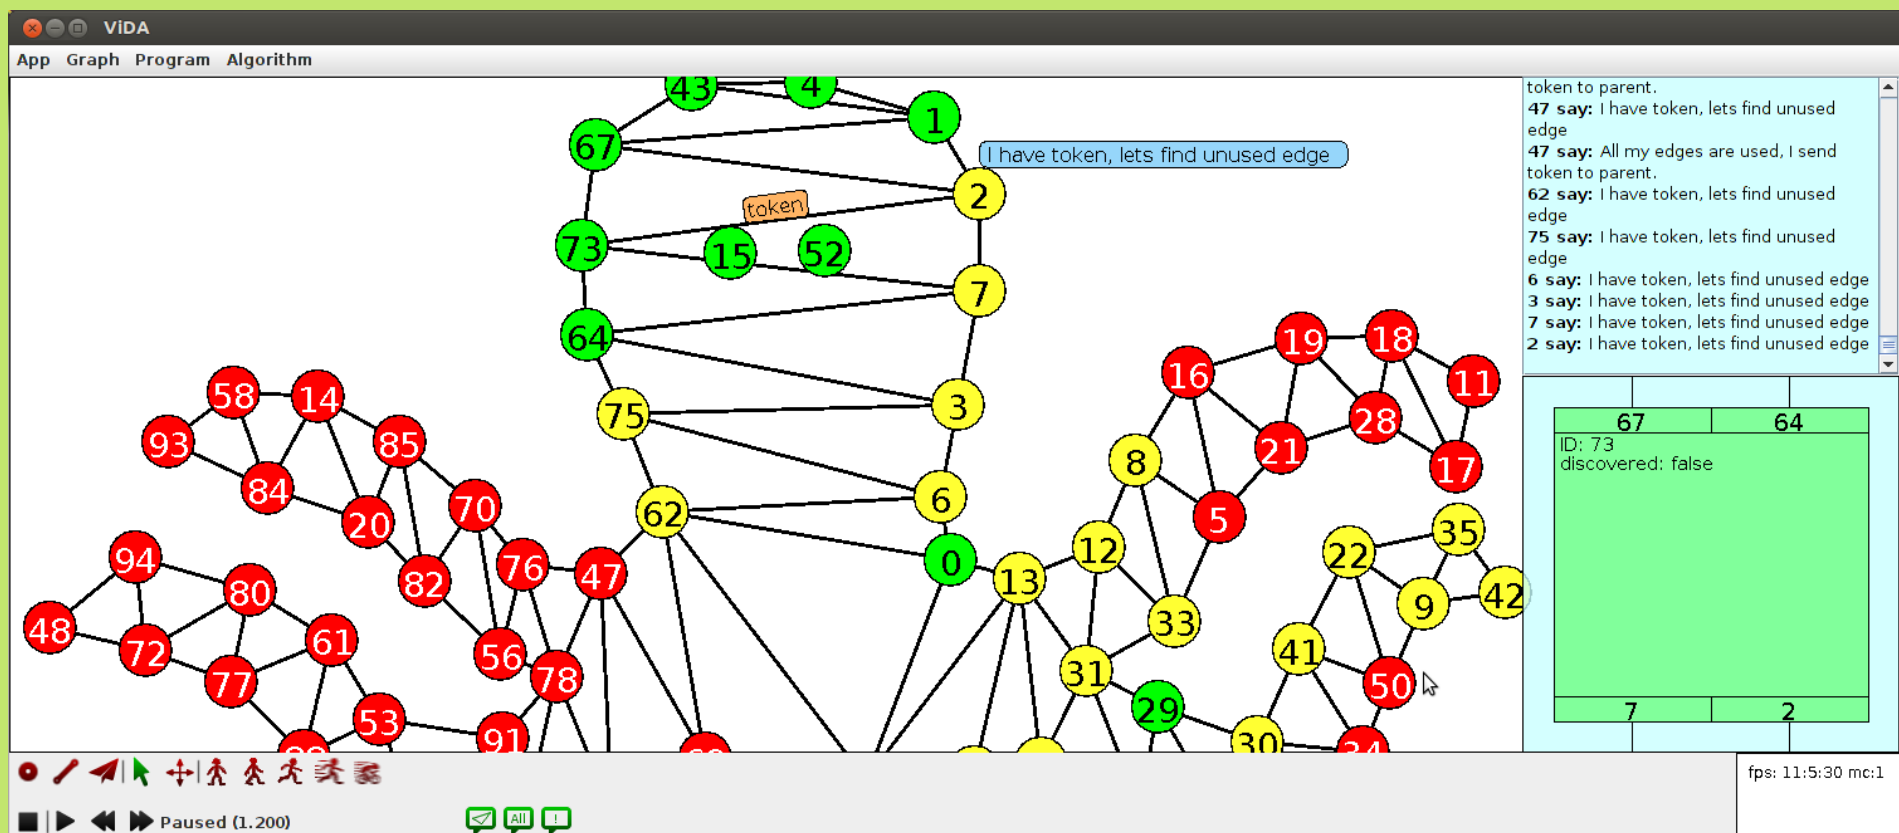 ViDA
App Graph Program Algorithm
43 4
1
67
I have token, lets find unused edge
2
token
73 15 52
7
64
19 18
16 11
58 14
75 3 28
93 85 21
8 17
84
70 6
20 62 5
35
94 12 22
76 0
82 47 13
80 42
9
48 61 33
72 56 41
31
77 78 50
53 29
91 30
token to parent.
47 say: I have token, lets find unused
edge
47 say: All my edges are used, I send
token to parent.
62 say: I have token, lets find unused
edge
75 say: I have token, lets find unused
edge
6 say: I have token, lets find unused edge
3 say: I have token, lets find unused edge
7 say: I have token, lets find unused edge
2 say: I have token, lets find unused edge
67 64
ID: 73
discovered: false
7 2
fps: 11:5:30 mc:1
All !
Paused (1.200)